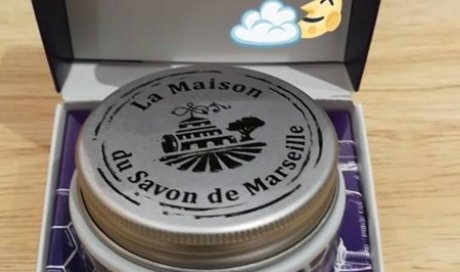 La Maison
du Savon de Marseille